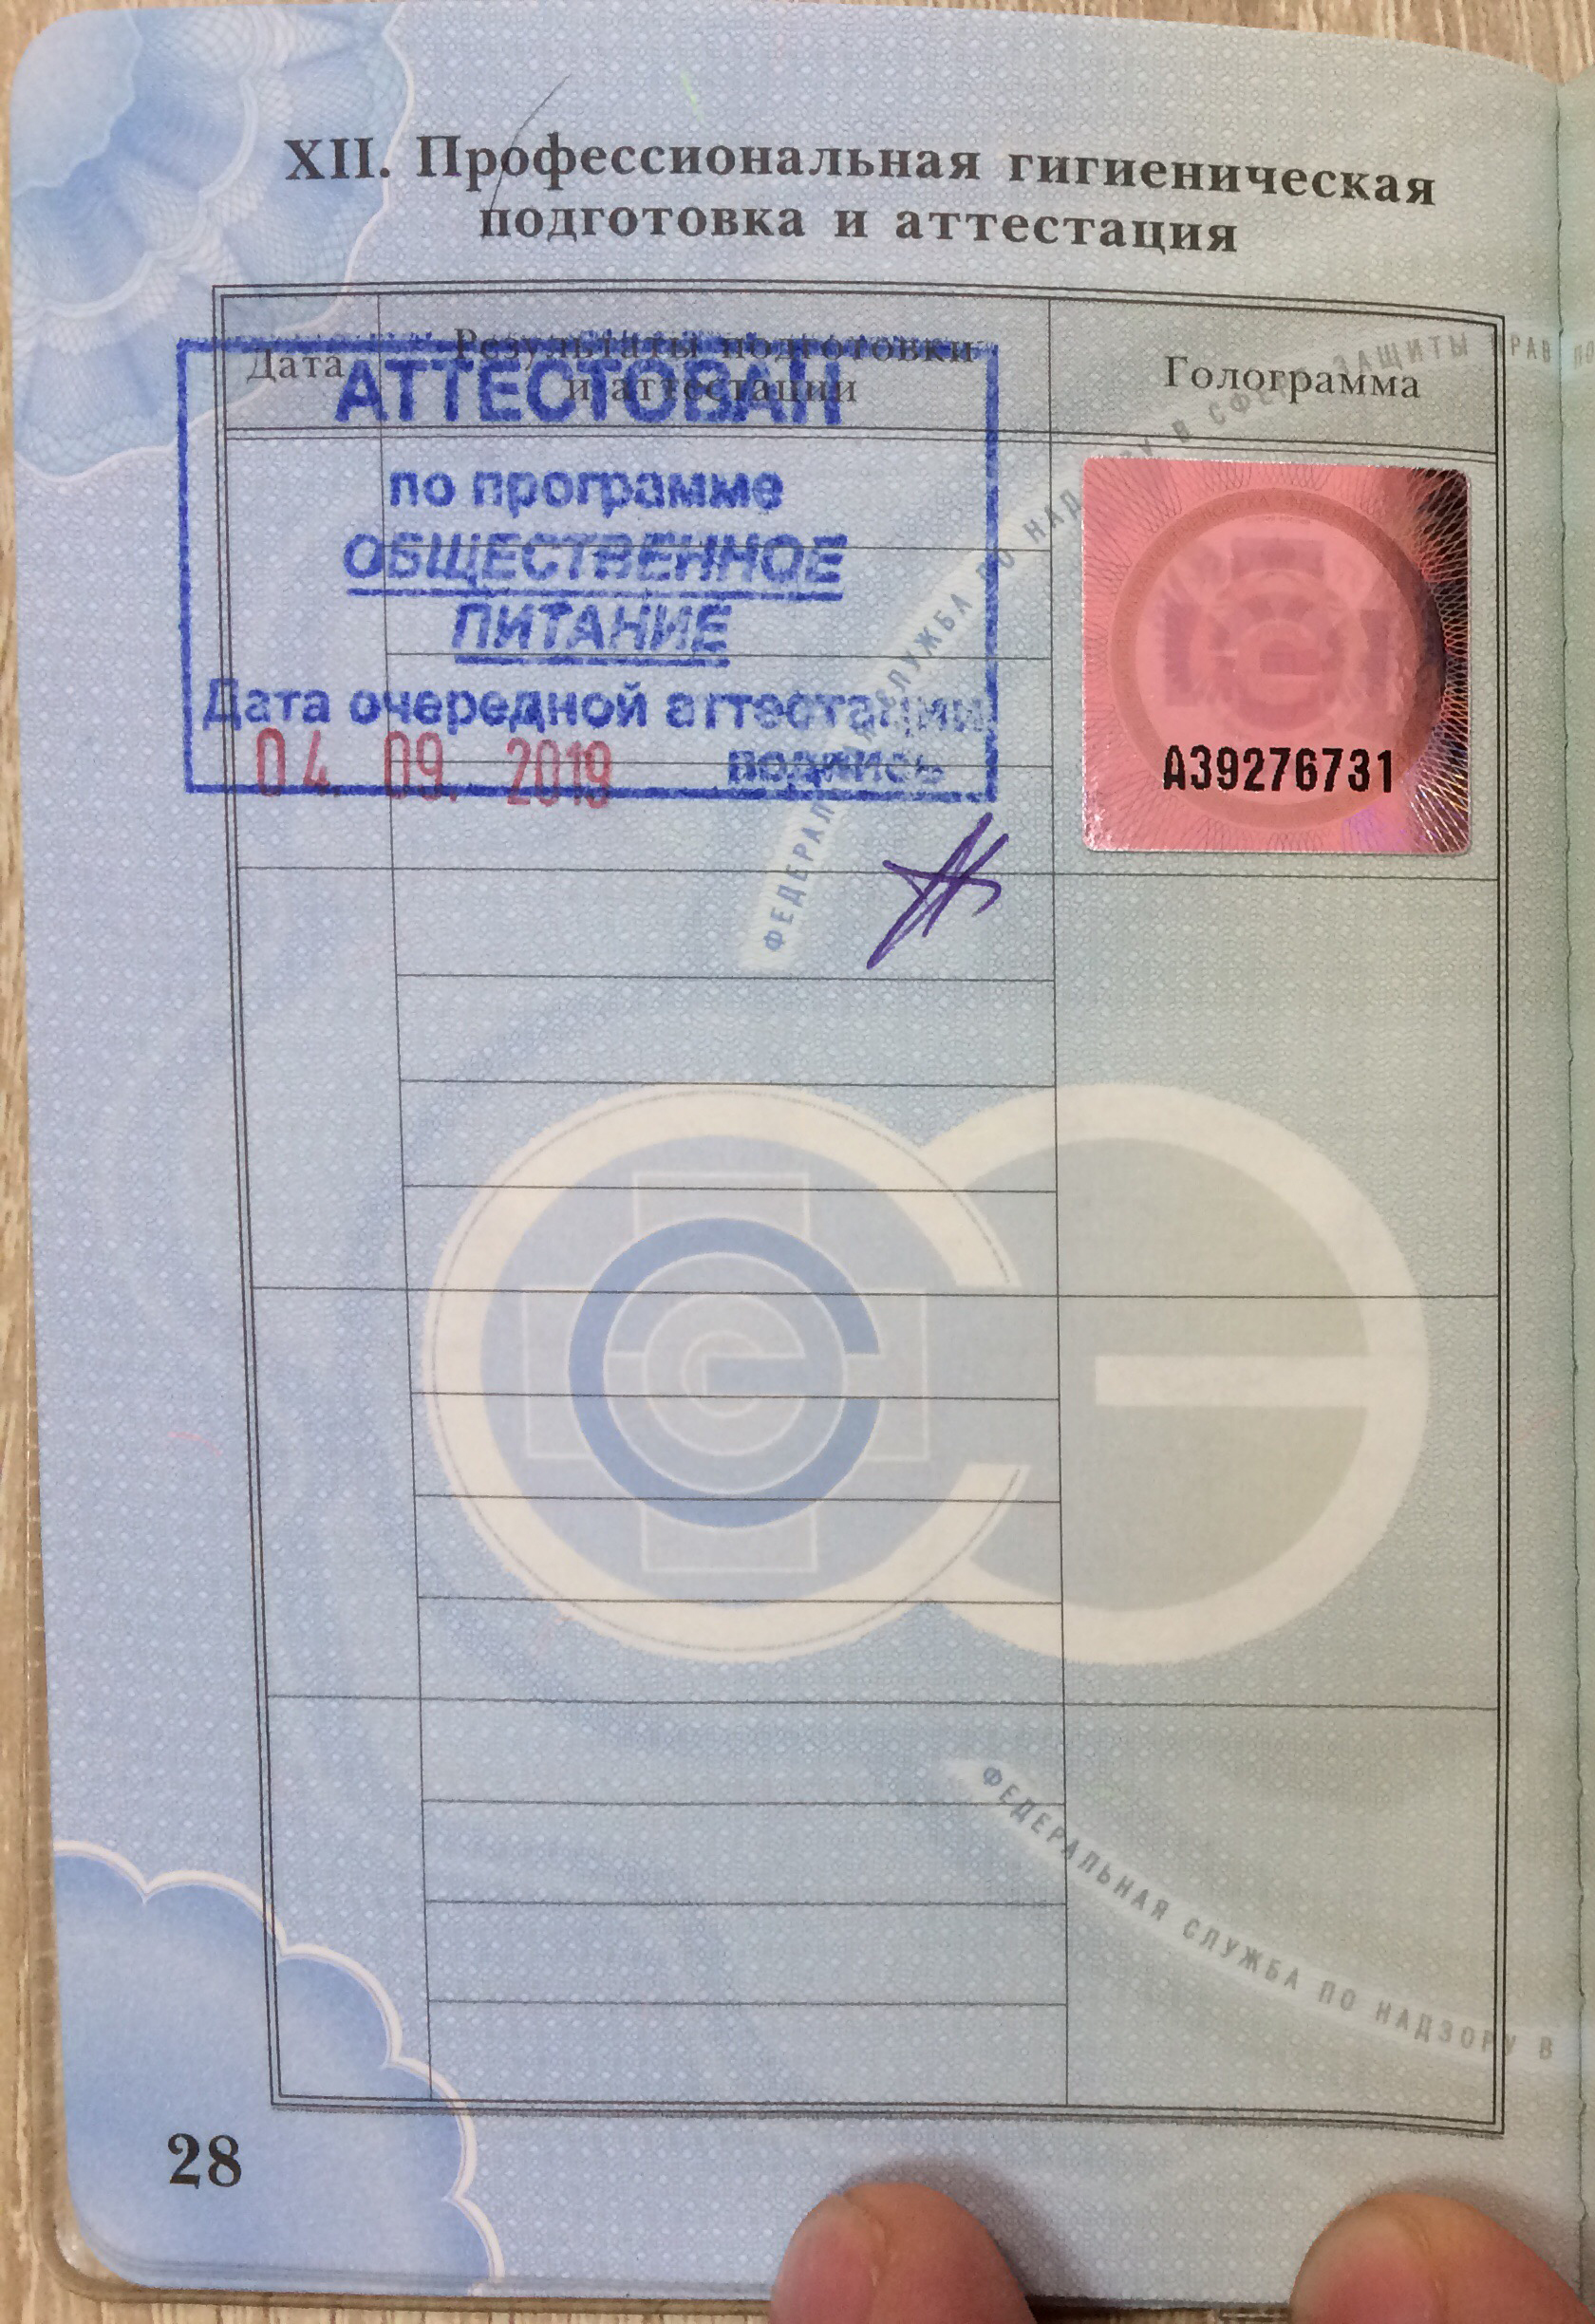 XII. Профессиональная гигиеническая
подготовка и аттестация
Дата
Результаты подготовки
и аттестации
Голограмма
АТТЕСТОВАН
по программе
ОБЩЕСТВЕННОЕ
ПИТАНИЕ
Дата очередной аттестации
04. 09. 2019
подпись
А39276731
ФЕДЕРАЛЬНАЯ СЛУЖБА ПО НАДЗОРУ В СФЕРЕ ЗАЩИТЫ ПРАВ ПО
ФЕДЕРАЛЬНАЯ СЛУЖБА ПО НАДЗОРУ В
28